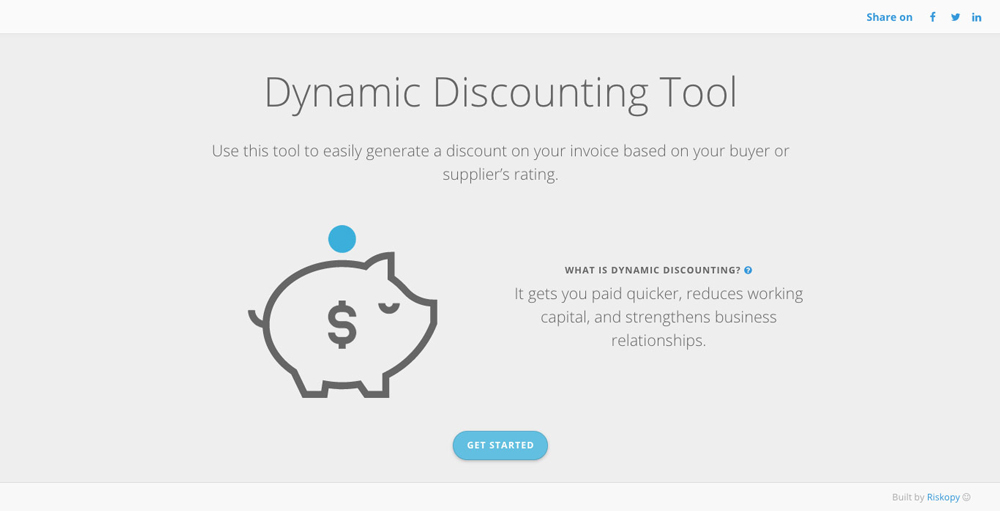 Share on
Dynamic Discounting Tool
Use this tool to easily generate a discount on your invoice based on your buyer or
supplier’s rating.
$
WHAT IS DYNAMIC DISCOUNTING? ?
It gets you paid quicker, reduces working
capital, and strengthens business
relationships.
GET STARTED
Built by Riskopy ☺